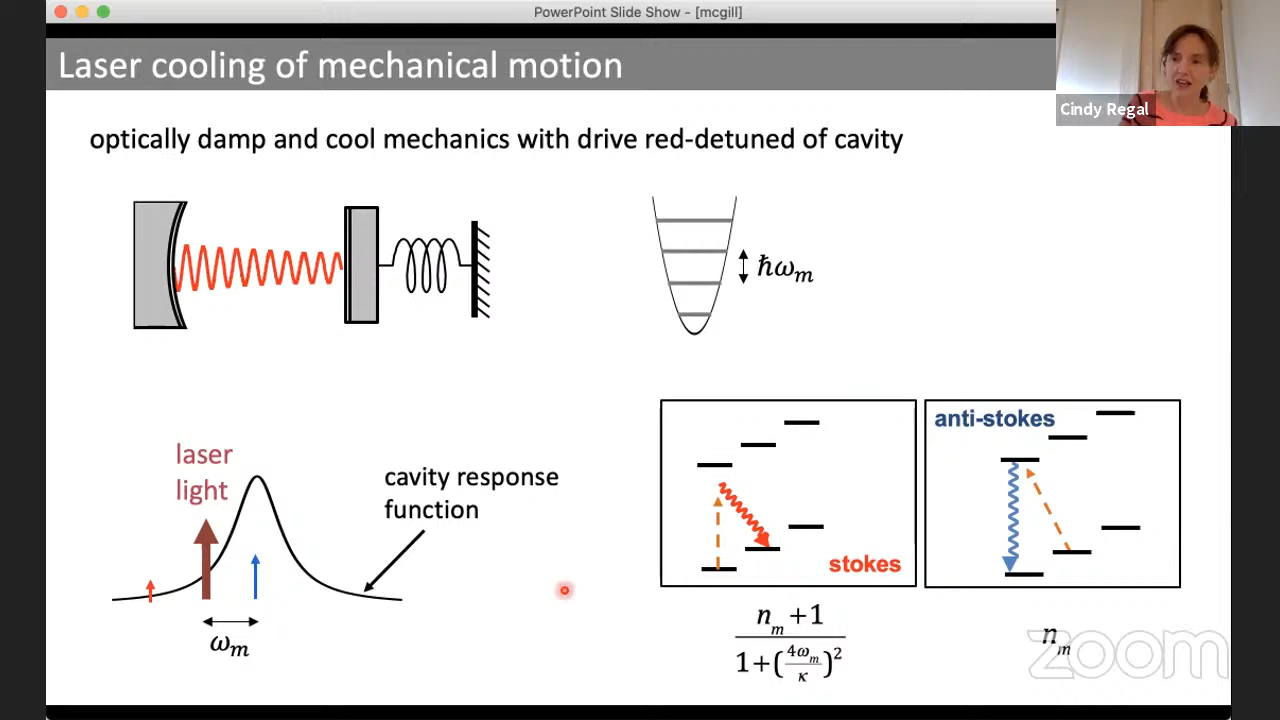 PowerPoint Slide Show - [mcgill]
Laser cooling of mechanical motion
Cindy Regal
optically damp and cool mechanics with drive red-detuned of cavity
ℏω_m
laser
light
cavity response
function
ω_m
stokes
anti-stokes
n_m+1
1+(4ω_m/κ)^2
n_m
zoom